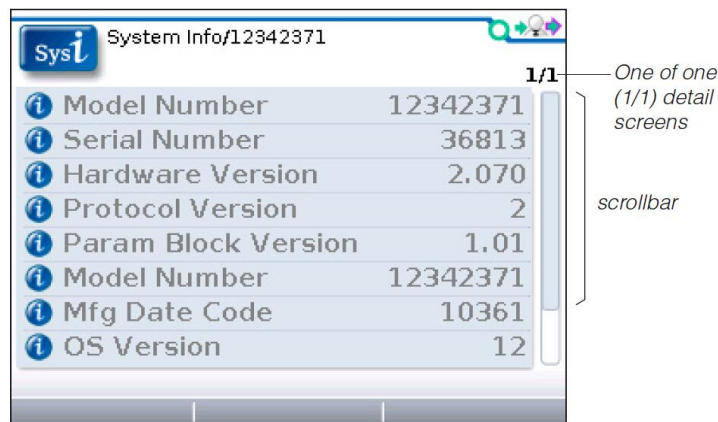 Sysi
System Info/12342371
1/1
One of one
(1/1) detail
screens
Model Number 12342371
Serial Number 36813
Hardware Version 2.070
Protocol Version 2
Param Block Version 1.01
Model Number 12342371
Mfg Date Code 10361
OS Version 12
scrollbar